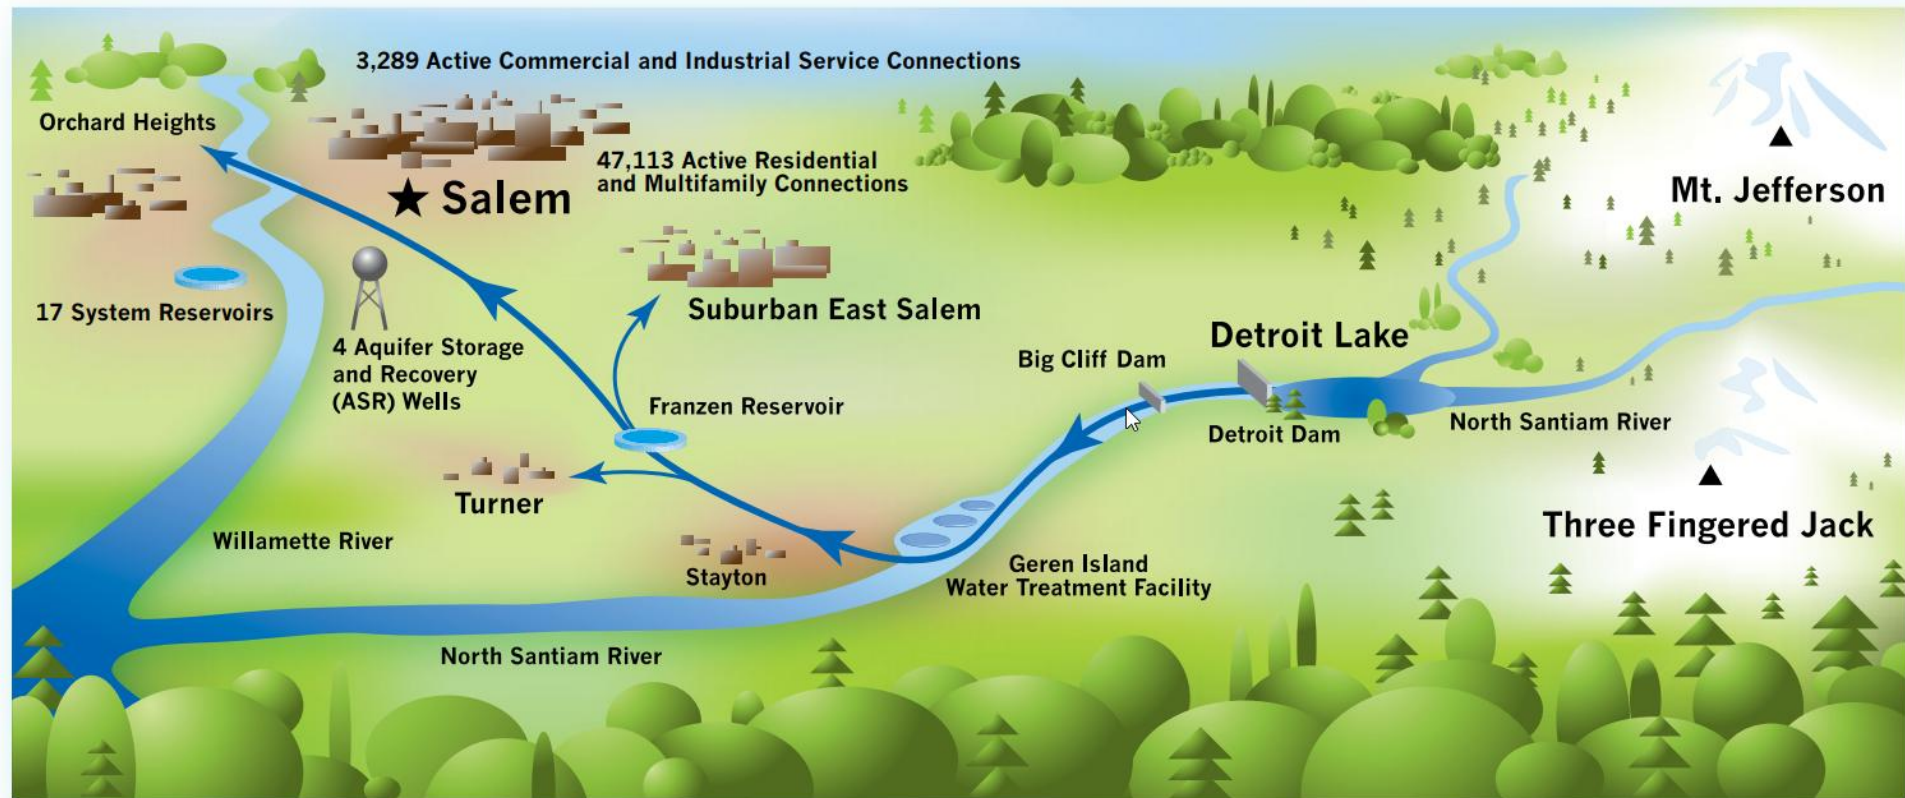 3,289 Active Commercial and Industrial Service Connections
Orchard Heights
47,113 Active Residential
and Multifamily Connections
Salem
Mt. Jefferson
17 System Reservoirs
Suburban East Salem
4 Aquifer Storage
and Recovery
(ASR) Wells
Detroit Lake
Big Cliff Dam
Franzen Reservoir
Detroit Dam
North Santiam River
Turner
Three Fingered Jack
Willamette River
Stayton
Geren Island
Water Treatment Facility
North Santiam River